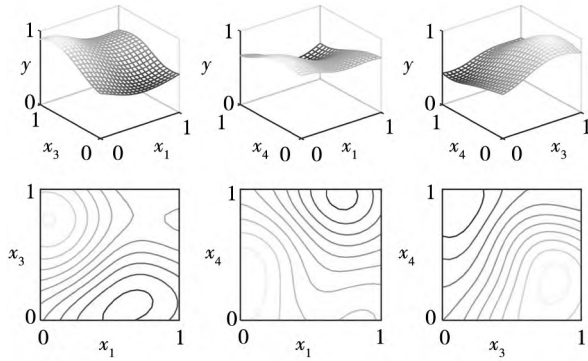 1 1 1
y y y
0 0 0
1 1 1 1 1 1
x3 0 0 x1 x4 0 0 x1 x4 0 0 x3
1 1 1
x3 x4 x4
0 0 0
0 x1 1 0 x1 1 0 x3 1